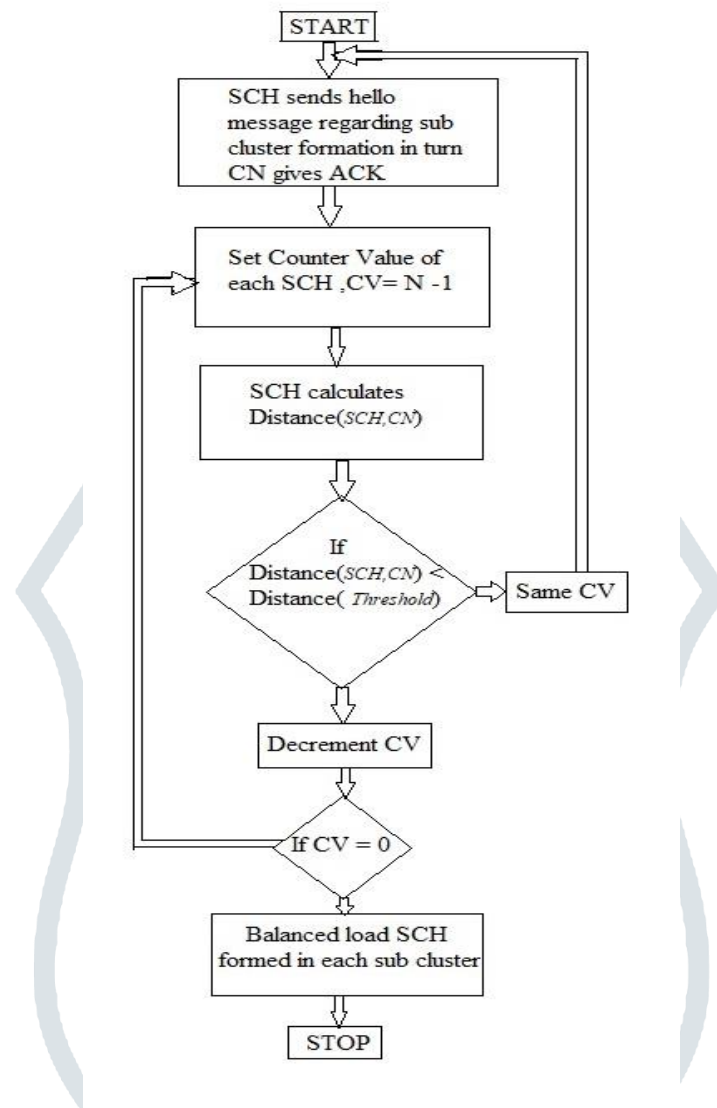 START
SCH sends hello
message regarding sub
cluster formation in turn
CN gives ACK
Set Counter Value of
each SCH ,CV= N -1
SCH calculates
Distance(SCH,CN)
If
Distance(SCH,CN) <
Distance( Threshold)
Same CV
Decrement CV
If CV = 0
Balanced load SCH
formed in each sub cluster
STOP